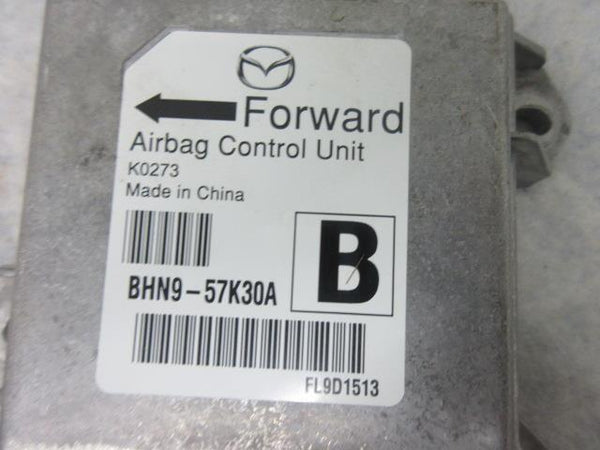 Forward
Airbag Control Unit
K0273
Made in China
B
BHN9-57K30A
FL9D1513